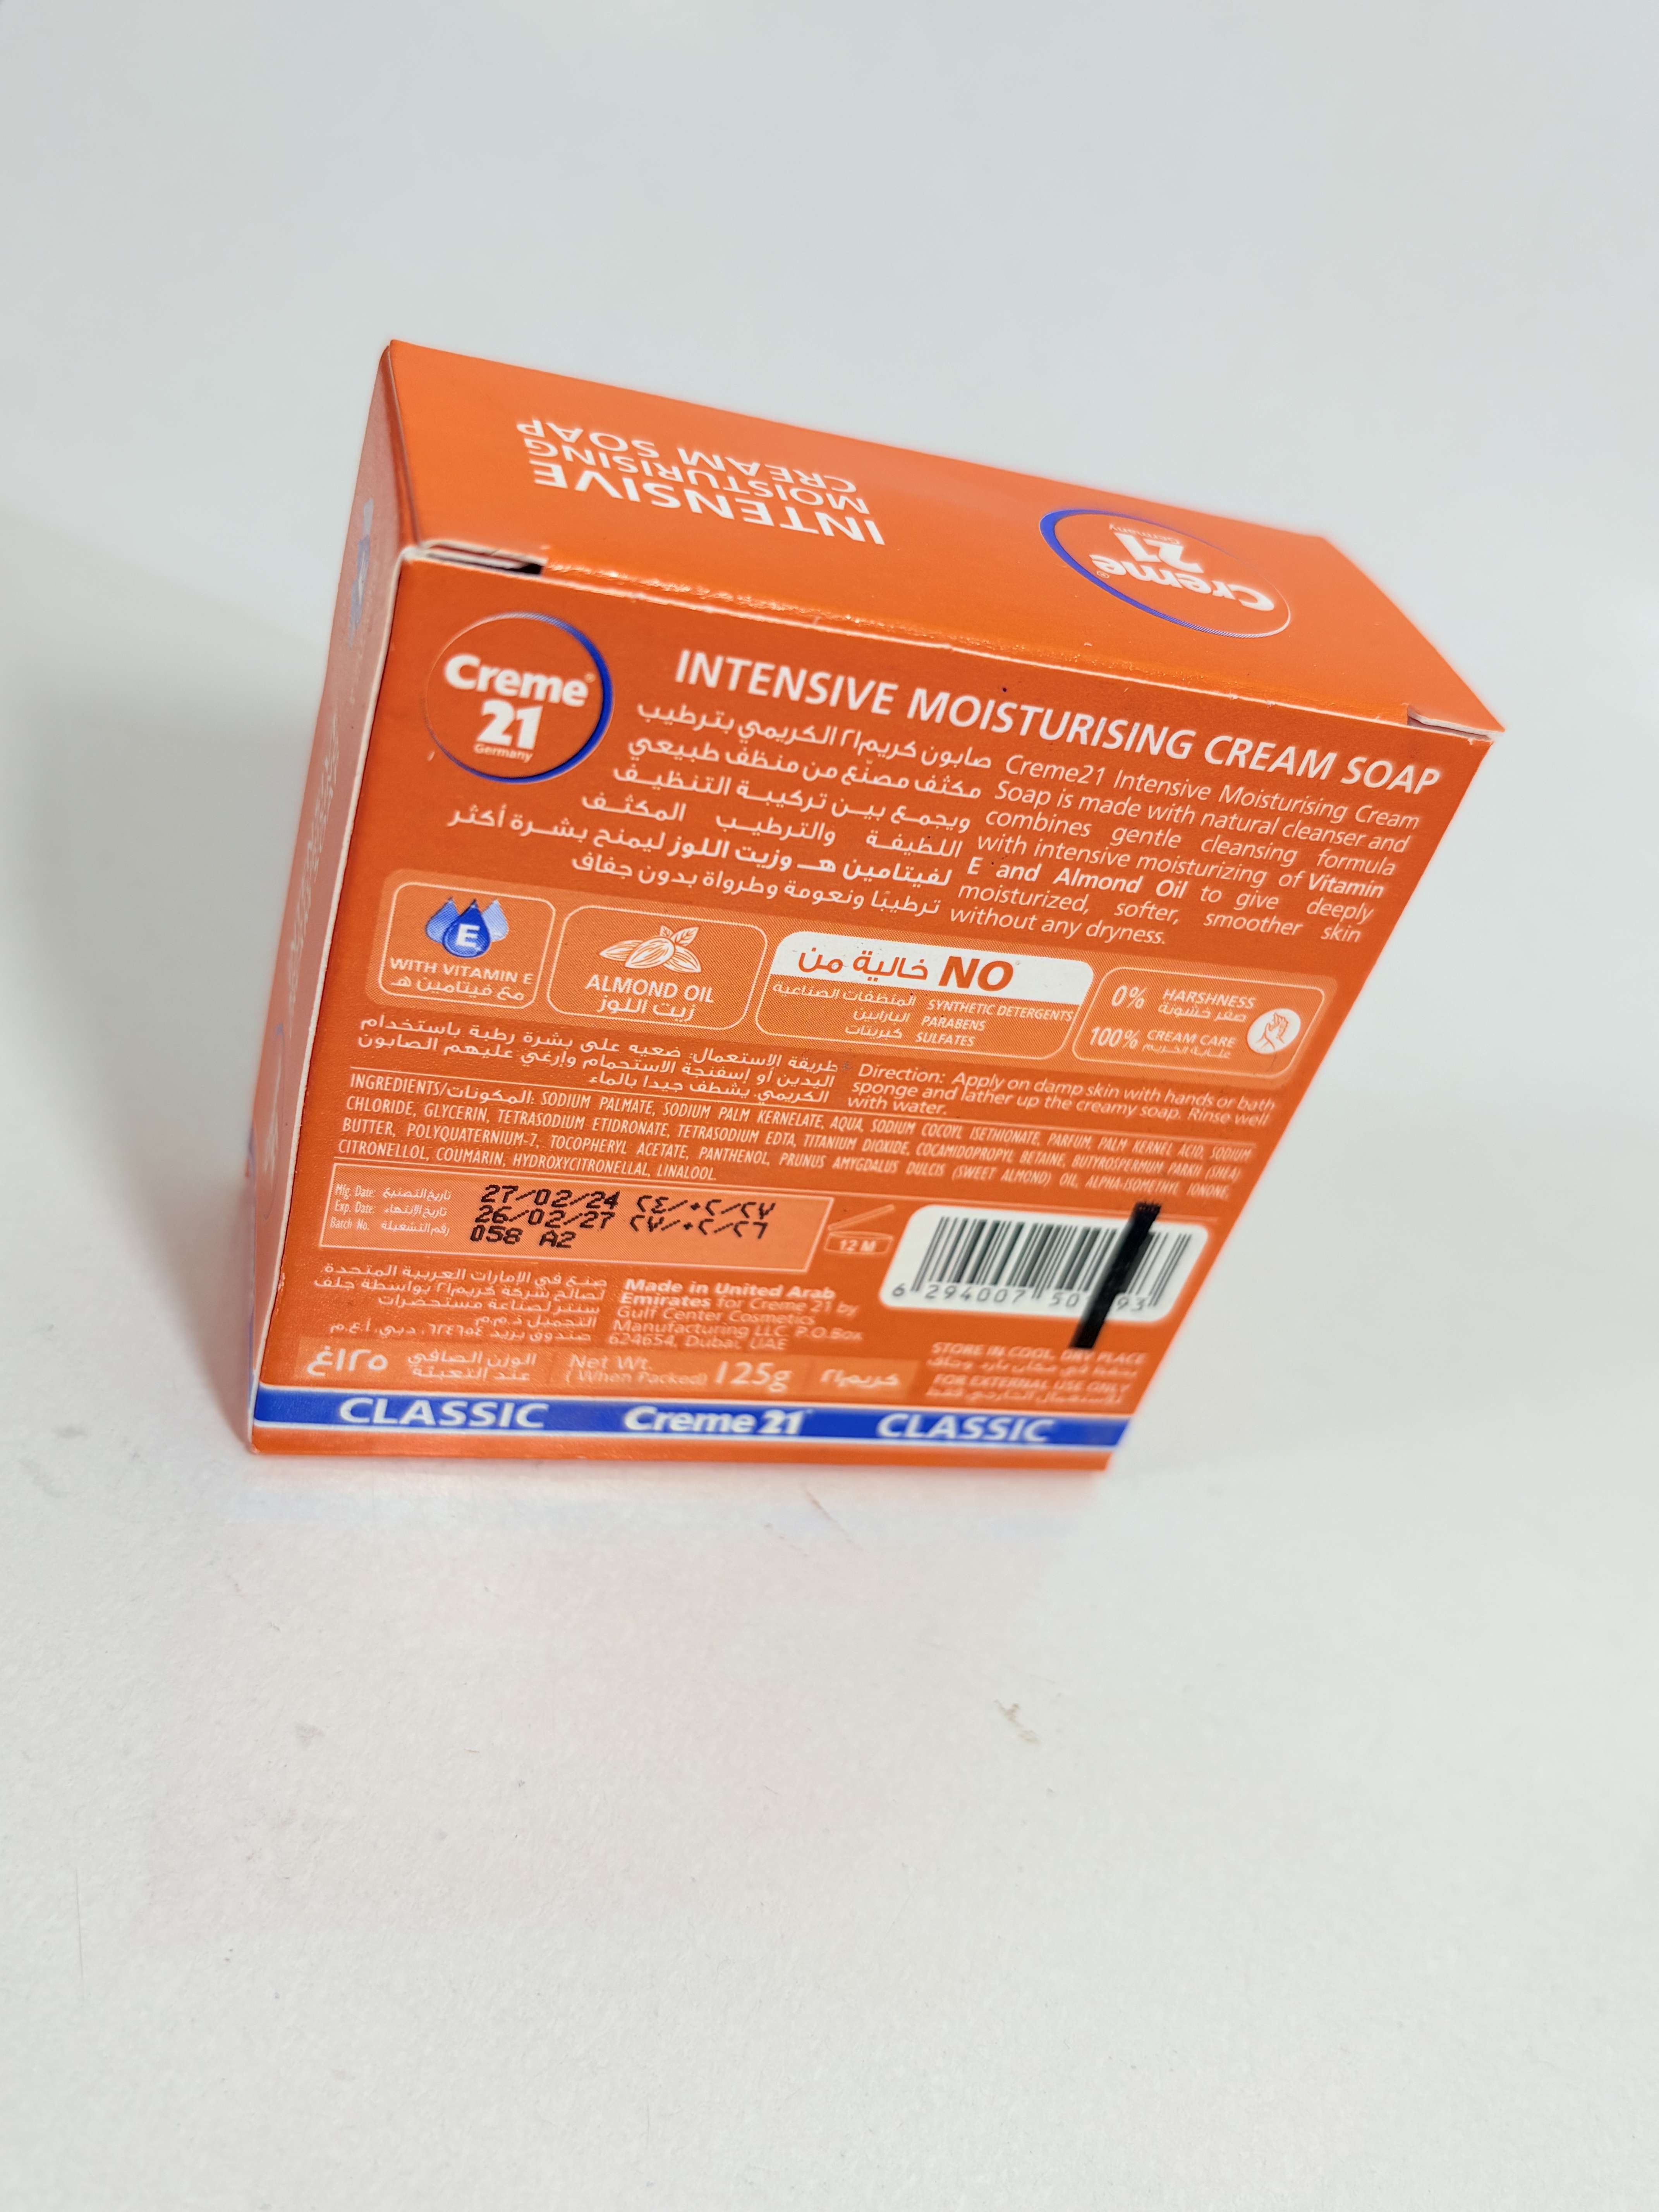 INTENSIVE
MOISTURISING
CREAM SOAP
Creme®
21
Germany
Creme®
21
Germany
INTENSIVE MOISTURISING CREAM SOAP
صابون كريم٢١ الكريمي بترطيب
مكثف مصنّع من منظف طبيعي
ويجمع بين تركيبة التنظيف
اللطيفة والترطيب المكثف
لفيتامين هـ وزيت اللوز ليمنح بشرة أكثر
ترطيبًا ونعومة وطرواة بدون جفاف
Creme21 Intensive Moisturising Cream
Soap is made with natural cleanser and
combines gentle cleansing formula
with intensive moisturizing of Vitamin
E and Almond Oil to give deeply
moisturized, softer, smoother skin
without any dryness.
E
WITH VITAMIN E
مع فيتامين هـ
ALMOND OIL
زيت اللوز
خالية من NO
المنظفات الصناعية SYNTHETIC DETERGENTS
البارابين PARABENS
كبريتات SULFATES
0% HARSHNESS
صفر خشونة
100% CREAM CARE
عناية الكريم
طريقة الاستعمال: ضعيه على بشرة رطبة باستخدام
اليدين أو إسفنجة الاستحمام وأرغي عليهم الصابون
الكريمي. يشطف جيدا بالماء
Direction: Apply on damp skin with hands or bath
sponge and lather up the creamy soap. Rinse well
with water.
INGREDIENTS/المكونات: SODIUM PALMATE, SODIUM PALM KERNELATE, AQUA, SODIUM COCOYL ISETHIONATE, PARFUM, PALM KERNEL ACID, SODIUM
CHLORIDE, GLYCERIN, TETRASODIUM ETIDRONATE, TETRASODIUM EDTA, TITANIUM DIOXIDE, COCAMIDOPROPYL BETAINE, BUTYROSPERMUM PARKII (SHEA)
BUTTER, POLYQUATERNIUM-7, TOCOPHERYL ACETATE, PANTHENOL, PRUNUS AMYGDALUS DULCIS (SWEET ALMOND) OIL, ALPHA-ISOMETHYL IONONE,
CITRONELLOL, COUMARIN, HYDROXYCITRONELLAL, LINALOOL.
Mfg. Date: تاريخ التصنيع 27/02/24 ٢٤/٠٢/٢٧
Exp. Date: تاريخ الإنتهاء 26/02/27 ٢٧/٠٢/٢٦
Batch No. رقم التشغيلة 058 A2
12 M
6 294007 50 93
صنع في الإمارات العربية المتحدة.
لصالح شركة كريم٢١ بواسطة جلف
سنتر لصناعة مستحضرات
التجميل ذ.م.م
صندوق بريد ٦٢٤٦٥٤، دبي، أ.ع.م
Made in United Arab
Emirates for Creme 21 by
Gulf Center Cosmetics
Manufacturing LLC P.O.Box
624654, Dubai, UAE
STORE IN COOL, DRY PLACE
يحفظ في مكان بارد وجاف
FOR EXTERNAL USE ONLY
للاستعمال الخارجي فقط
١٢٥غ الوزن الصافي
عند التعبئة
Net Wt.
(When Packed) 125g
كريم٢١
CLASSIC Creme 21 CLASSIC